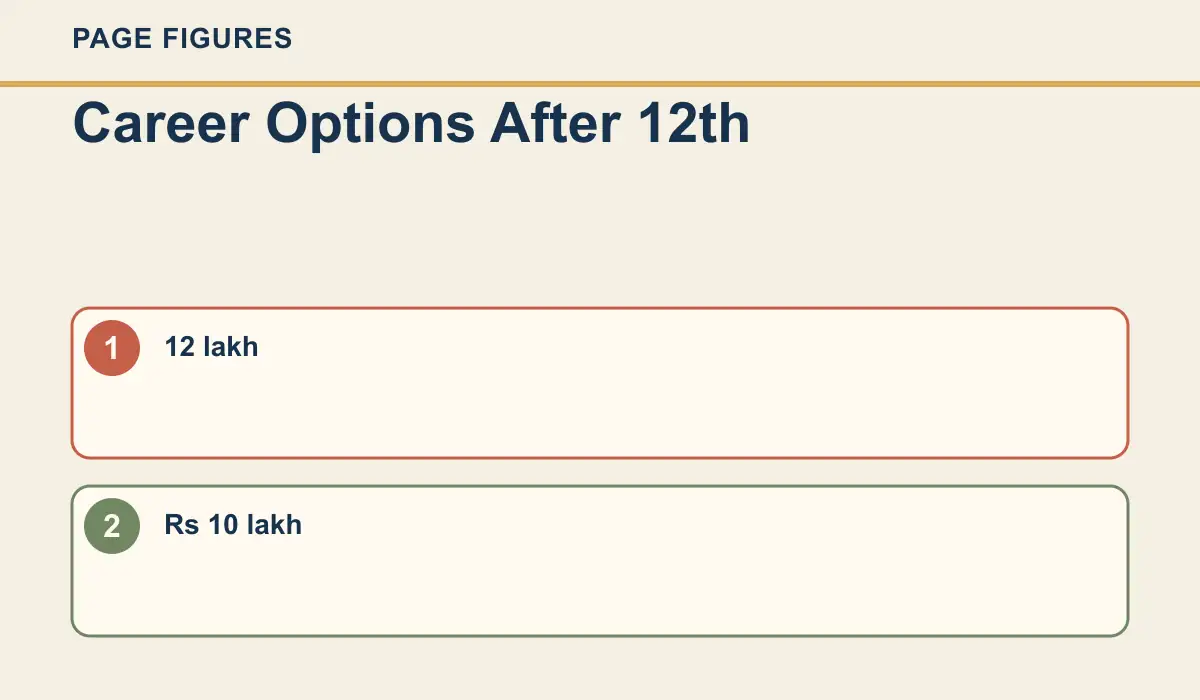 PAGE FIGURES
Career Options After 12th
1
12 lakh
2
Rs 10 lakh